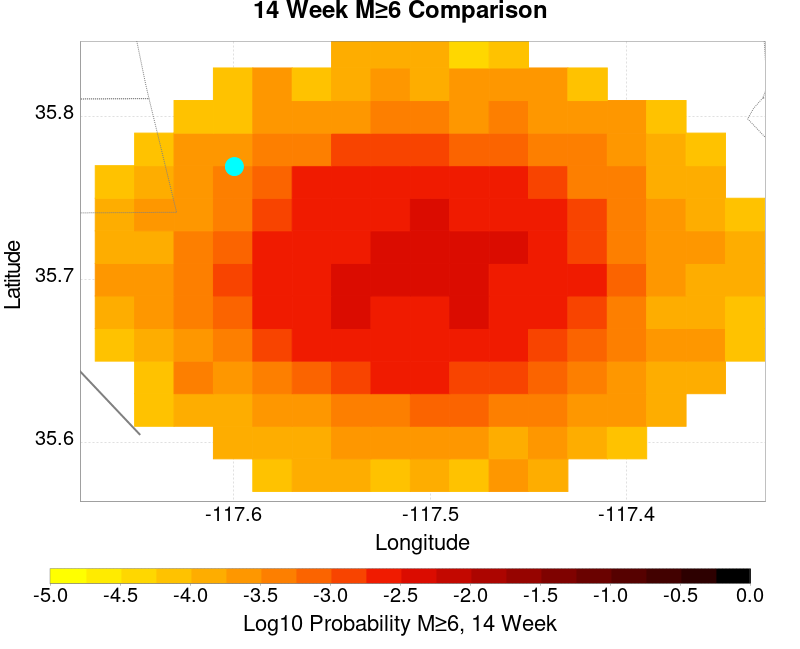 14 Week M≥6 Comparison
35.8
35.7
35.6
Latitude
-117.6 -117.5 -117.4
Longitude
-5.0 -4.5 -4.0 -3.5 -3.0 -2.5 -2.0 -1.5 -1.0 -0.5 0.0
Log10 Probability M≥6, 14 Week